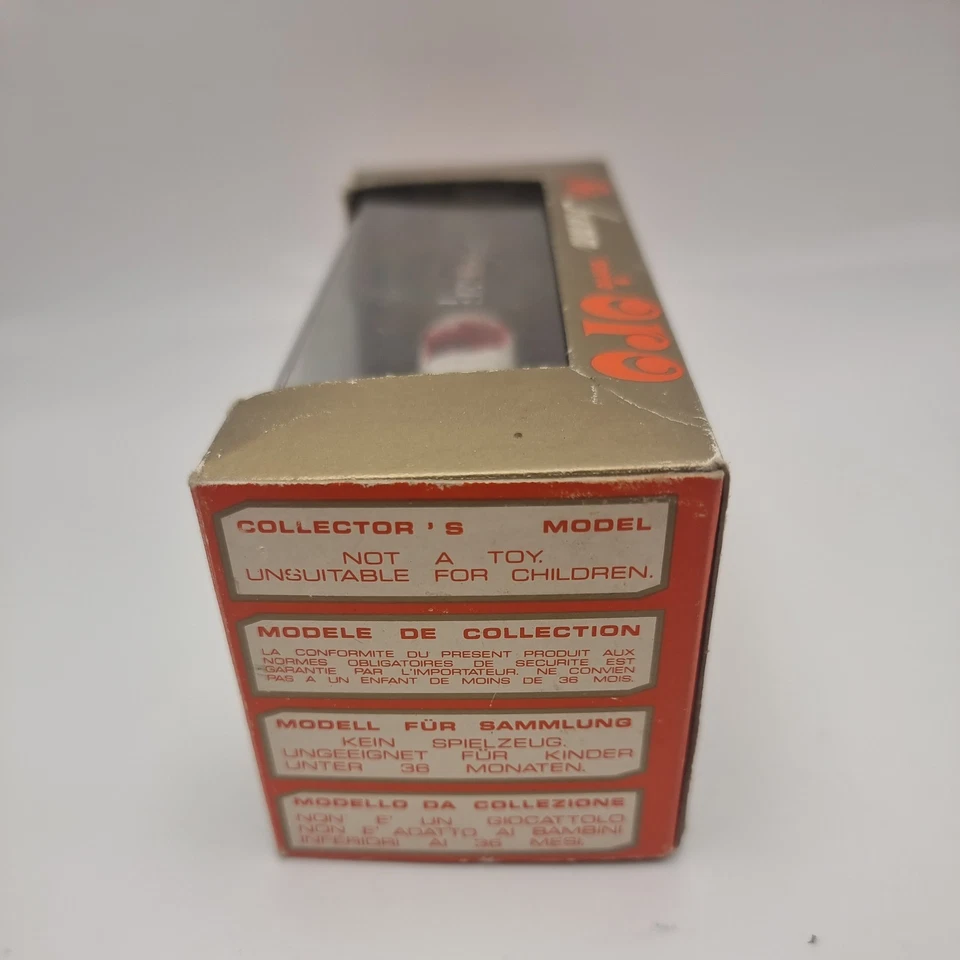 COLLECTOR'S MODEL
NOT A TOY.
UNSUITABLE FOR CHILDREN.
MODELE DE COLLECTION
LA CONFORMITE DU PRESENT PRODUIT AUX
NORMES OBLIGATOIRES DE SECURITE EST
GARANTIE PAR L'IMPORTATEUR. NE CONVIEN
PAS A UN ENFANT DE MOINS DE 36 MOIS.
MODELL FÜR SAMMLUNG
KEIN SPIELZEUG.
UNGEEIGNET FÜR KINDER
UNTER 36 MONATEN.
MODELLO DA COLLEZIONE
NON E' UN GIOCATTOLO.
NON E' ADATTO AI BAMBINI
INFERIORI AI 36 MESI.